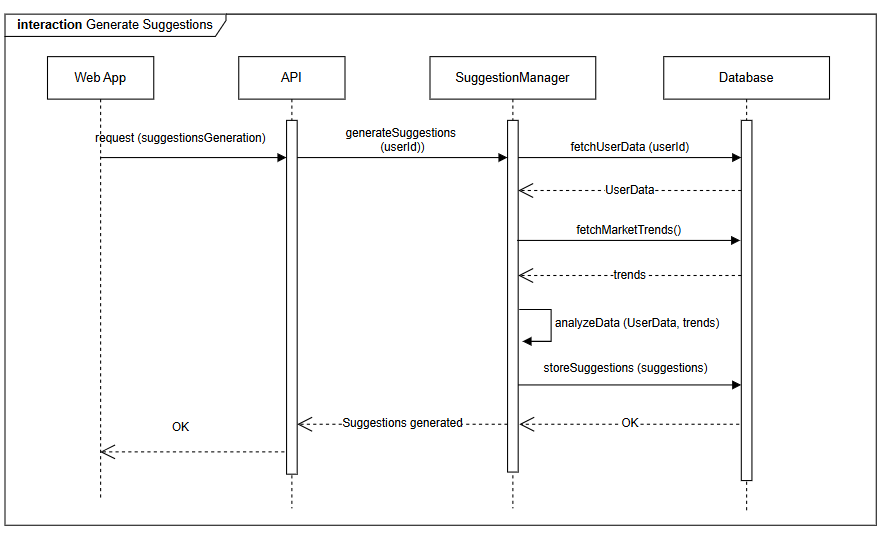 interaction Generate Suggestions
Web App
API
SuggestionManager
Database
request (suggestionsGeneration)
generateSuggestions
(userId))
fetchUserData (userId)
UserData
fetchMarketTrends()
trends
analyzeData (UserData, trends)
storeSuggestions (suggestions)
OK
Suggestions generated
OK